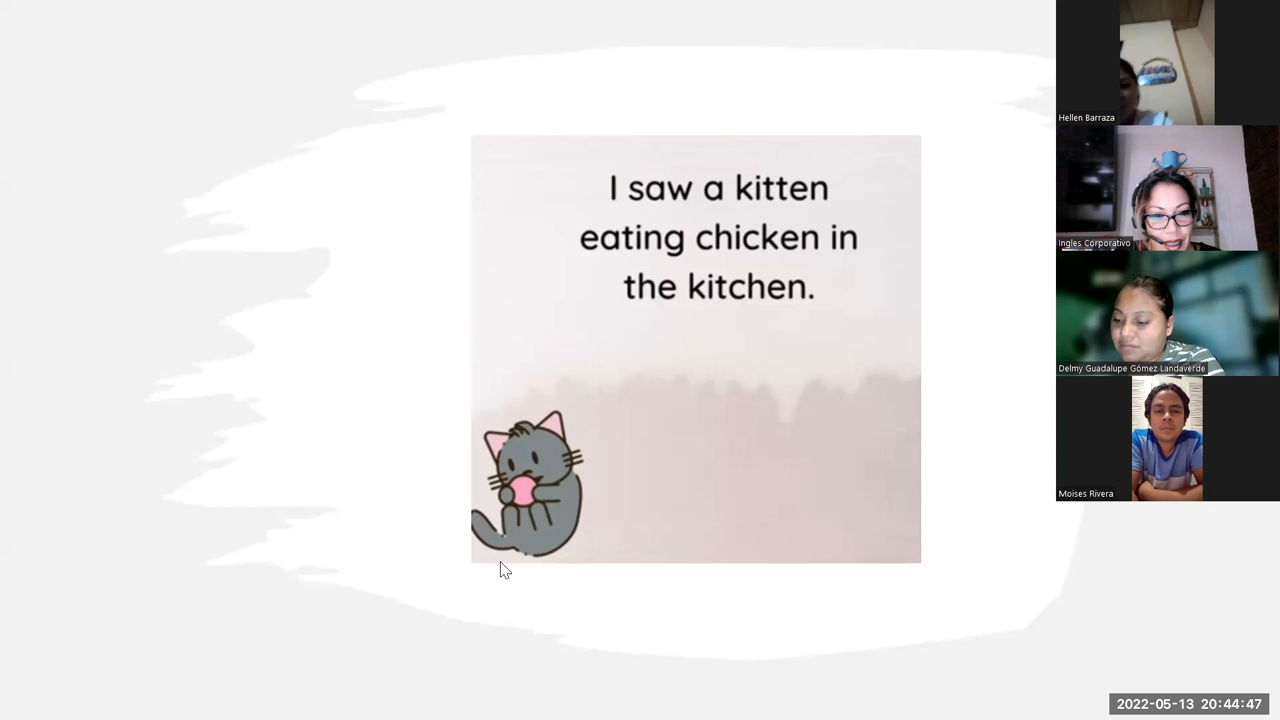 I saw a kitten
eating chicken in
the kitchen.
Hellen Barraza
Ingles Corporativo
Delmy Guadalupe Gómez Landaverde
Moises Rivera
2022-05-13 20:44:47